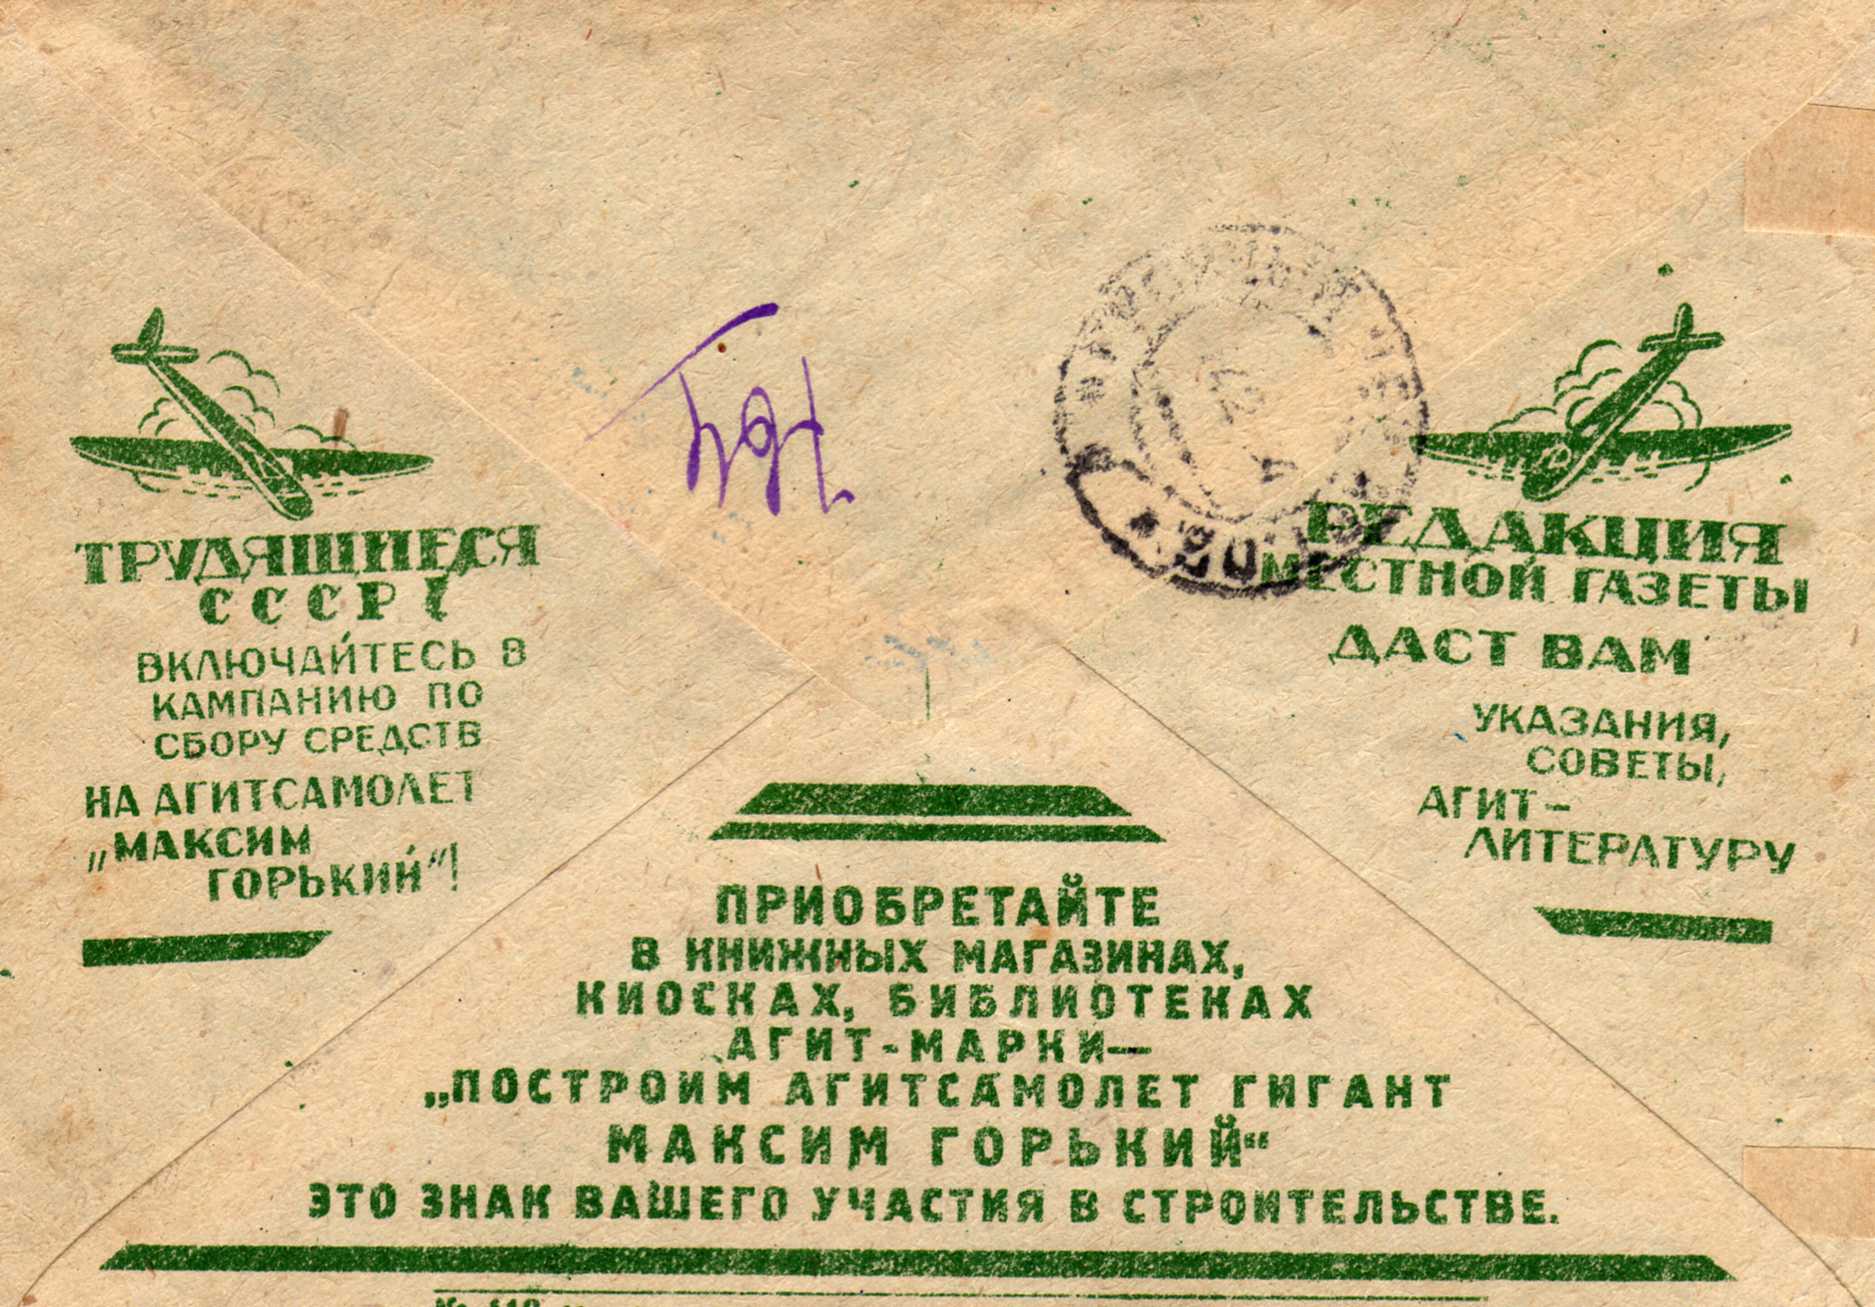 ТРУДЯЩИЕСЯ
СССР!
ВКЛЮЧАЙТЕСЬ В
КАМПАНИЮ ПО
СБОРУ СРЕДСТВ
НА АГИТСАМОЛЕТ
„МАКСИМ
ГОРЬКИЙ“!
РЕДАКЦИЯ
МЕСТНОЙ ГАЗЕТЫ
ДАСТ ВАМ
УКАЗАНИЯ,
СОВЕТЫ,
АГИТ-
ЛИТЕРАТУРУ
ПРИОБРЕТАЙТЕ
В КНИЖНЫХ МАГАЗИНАХ,
КИОСКАХ, БИБЛИОТЕКАХ
АГИТ-МАРКИ—
„ПОСТРОИМ АГИТСАМОЛЕТ ГИГАНТ
МАКСИМ ГОРЬКИЙ“
ЭТО ЗНАК ВАШЕГО УЧАСТИЯ В СТРОИТЕЛЬСТВЕ.